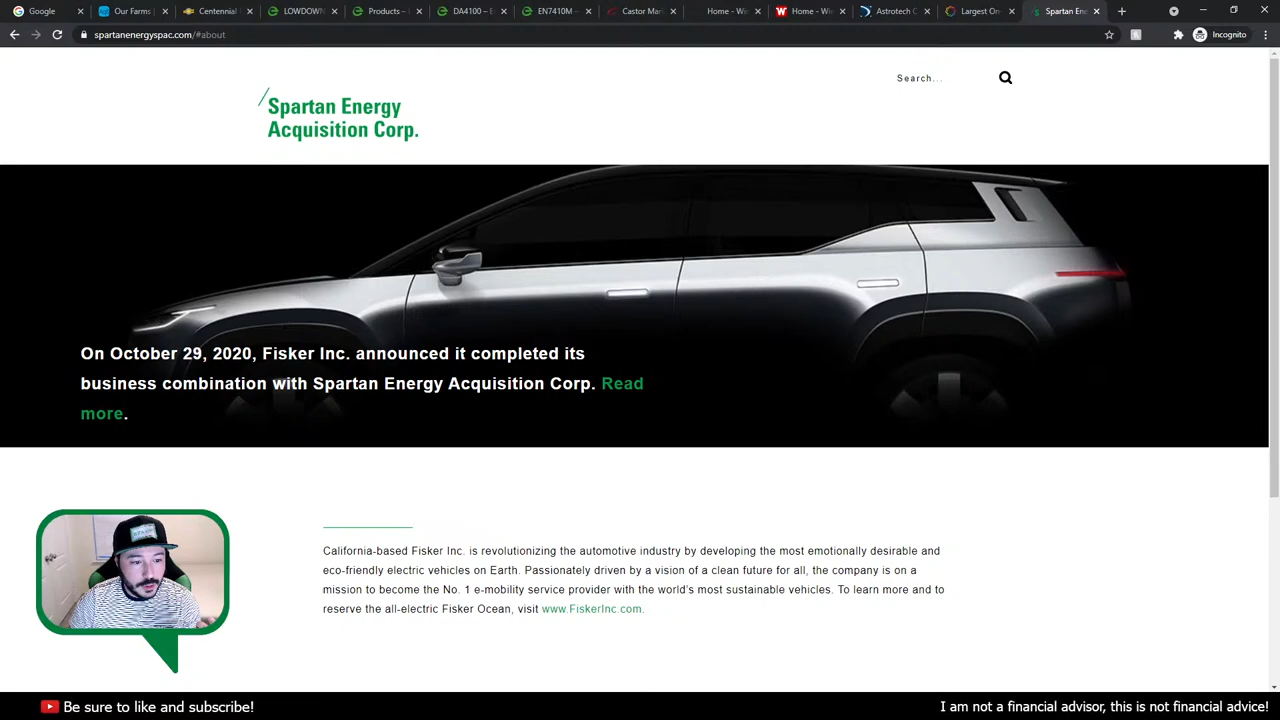 Google
Our Farms
Centennial
LOWDOWN
Products –
DA4100 – E
EN7410M –
Castor Mar
Home - Win
Home - Win
Astrotech C
Largest On
Spartan Ene
spartanenergyspac.com/#about
Incognito
Search...
Spartan Energy
Acquisition Corp.
On October 29, 2020, Fisker Inc. announced it completed its
business combination with Spartan Energy Acquisition Corp. Read
more.
California-based Fisker Inc. is revolutionizing the automotive industry by developing the most emotionally desirable and
eco-friendly electric vehicles on Earth. Passionately driven by a vision of a clean future for all, the company is on a
mission to become the No. 1 e-mobility service provider with the world's most sustainable vehicles. To learn more and to
reserve the all-electric Fisker Ocean, visit www.FiskerInc.com.
Be sure to like and subscribe!
I am not a financial advisor, this is not financial advice!